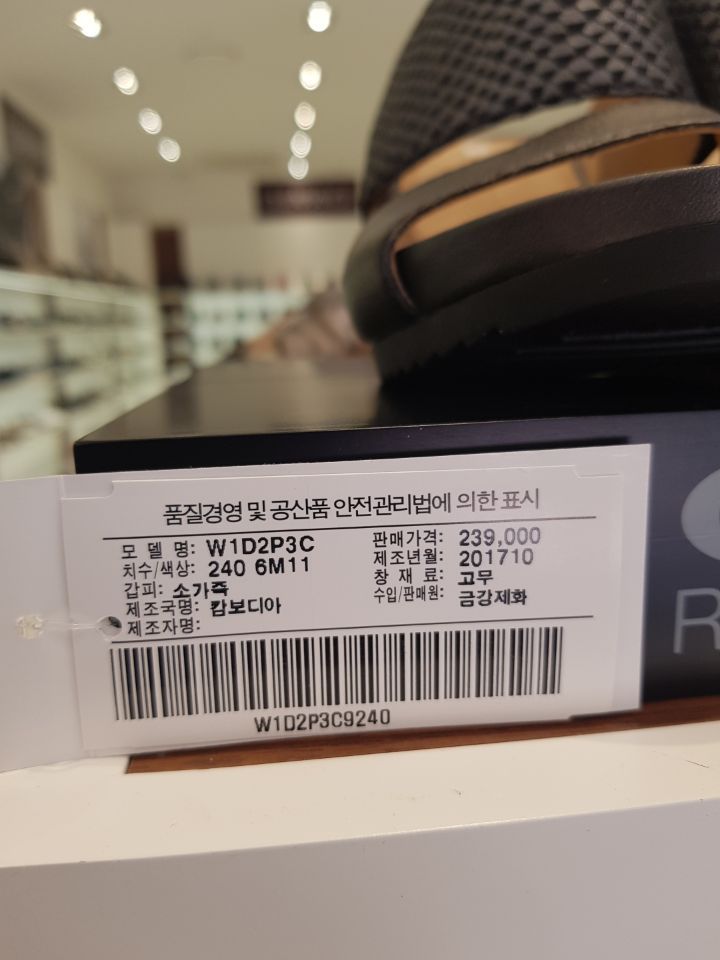 품질경영 및 공산품 안전관리법에 의한 표시
모 델 명: W1D2P3C
판매가격: 239,000
치수/색상: 240 6M11
제조년월: 201710
갑피: 소가죽
창 재 료: 고무
제조국명: 캄보디아
수입/판매원: 금강제화
제조자명:
W1D2P3C9240
R